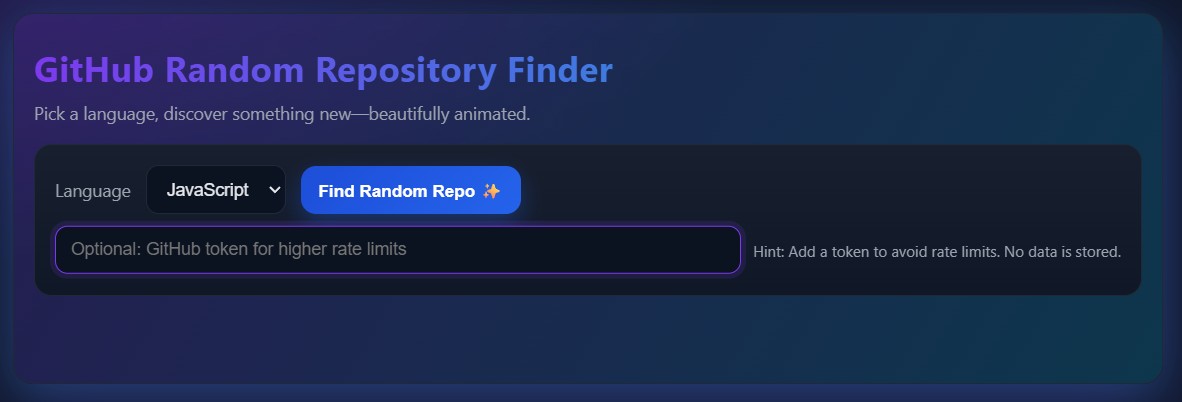 GitHub Random Repository Finder
Pick a language, discover something new—beautifully animated.
Language JavaScript Find Random Repo ✨
Optional: GitHub token for higher rate limits Hint: Add a token to avoid rate limits. No data is stored.